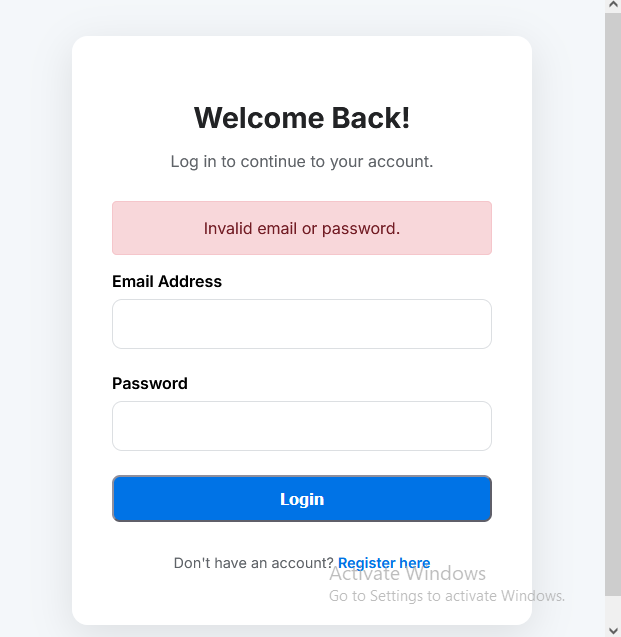 Welcome Back!
Log in to continue to your account.
Invalid email or password.
Email Address
Password
Login
Don't have an account? Register here
Activate Windows
Go to Settings to activate Windows.